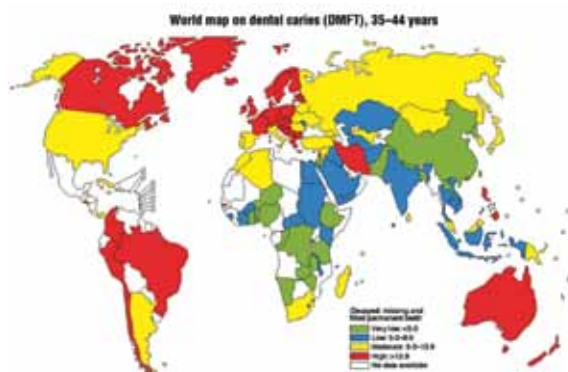 World map on dental caries (DMFT), 35–44 years
Decayed, missing and
filled permanent teeth
Very low: <5.0
Low: 5.0–8.9
Moderate: 9.0–13.9
High: >13.9
No data available